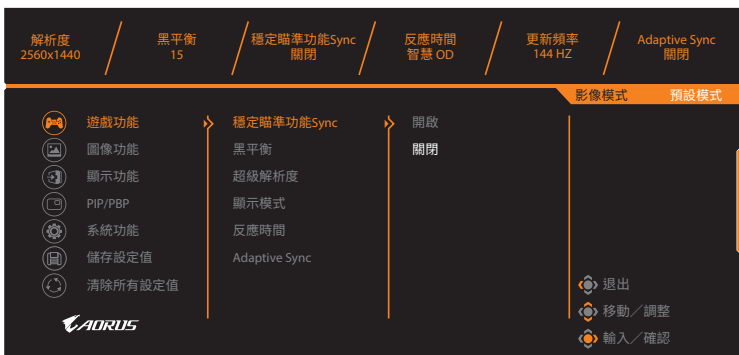 解析度
2560x1440
黑平衡
15
穩定瞄準功能Sync
關閉
反應時間
智慧 OD
更新頻率
144 HZ
Adaptive Sync
關閉
影像模式 預設模式
遊戲功能
圖像功能
顯示功能
PIP/PBP
系統功能
儲存設定值
清除所有設定值
穩定瞄準功能Sync
黑平衡
超級解析度
顯示模式
反應時間
Adaptive Sync
開啟
關閉
退出
移動／調整
輸入／確認
AORUS